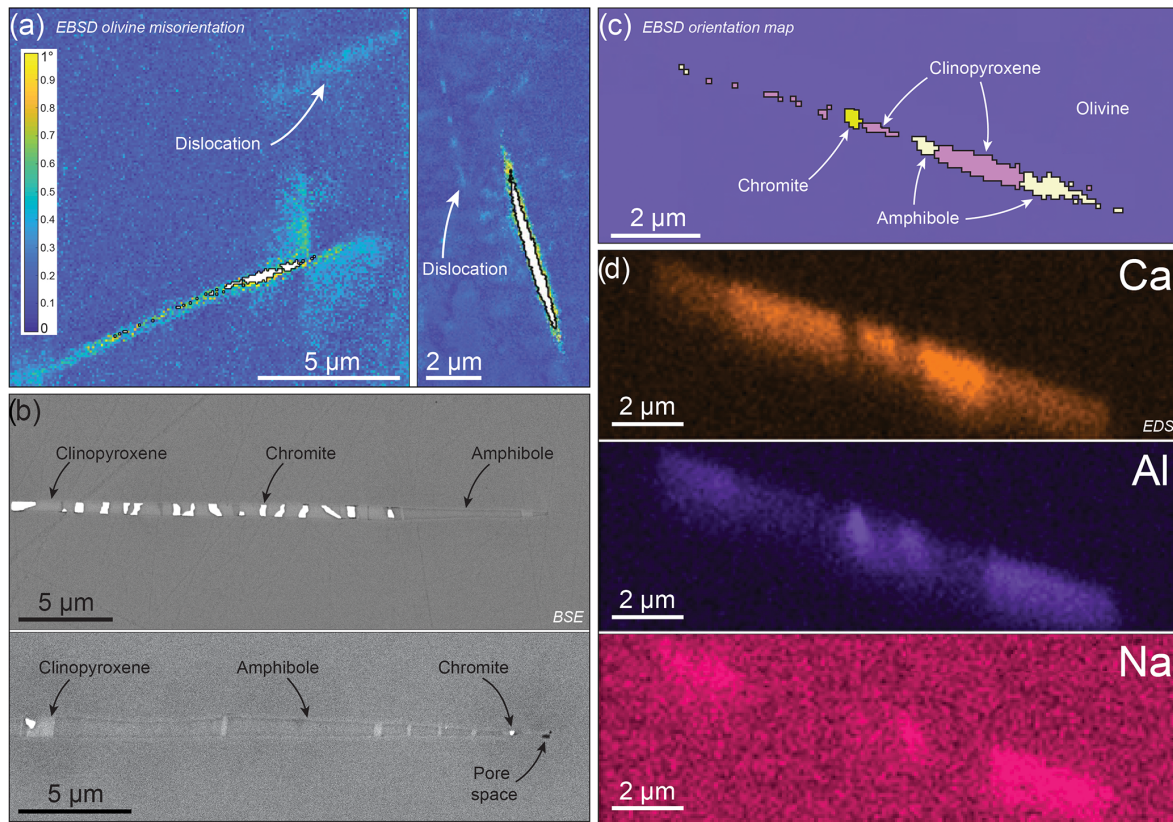 (a) EBSD olivine misorientation
1°
0.9
0.8
0.7
0.6
0.5
0.4
0.3
0.2
0.1
0
Dislocation
5 µm
Dislocation
2 µm
(b)
Clinopyroxene
Chromite
Amphibole
5 µm
BSE
Clinopyroxene
Amphibole
Chromite
Pore
space
5 µm
(c) EBSD orientation map
Clinopyroxene
Olivine
Chromite
Amphibole
2 µm
(d)
Ca
2 µm
EDS
Al
2 µm
Na
2 µm